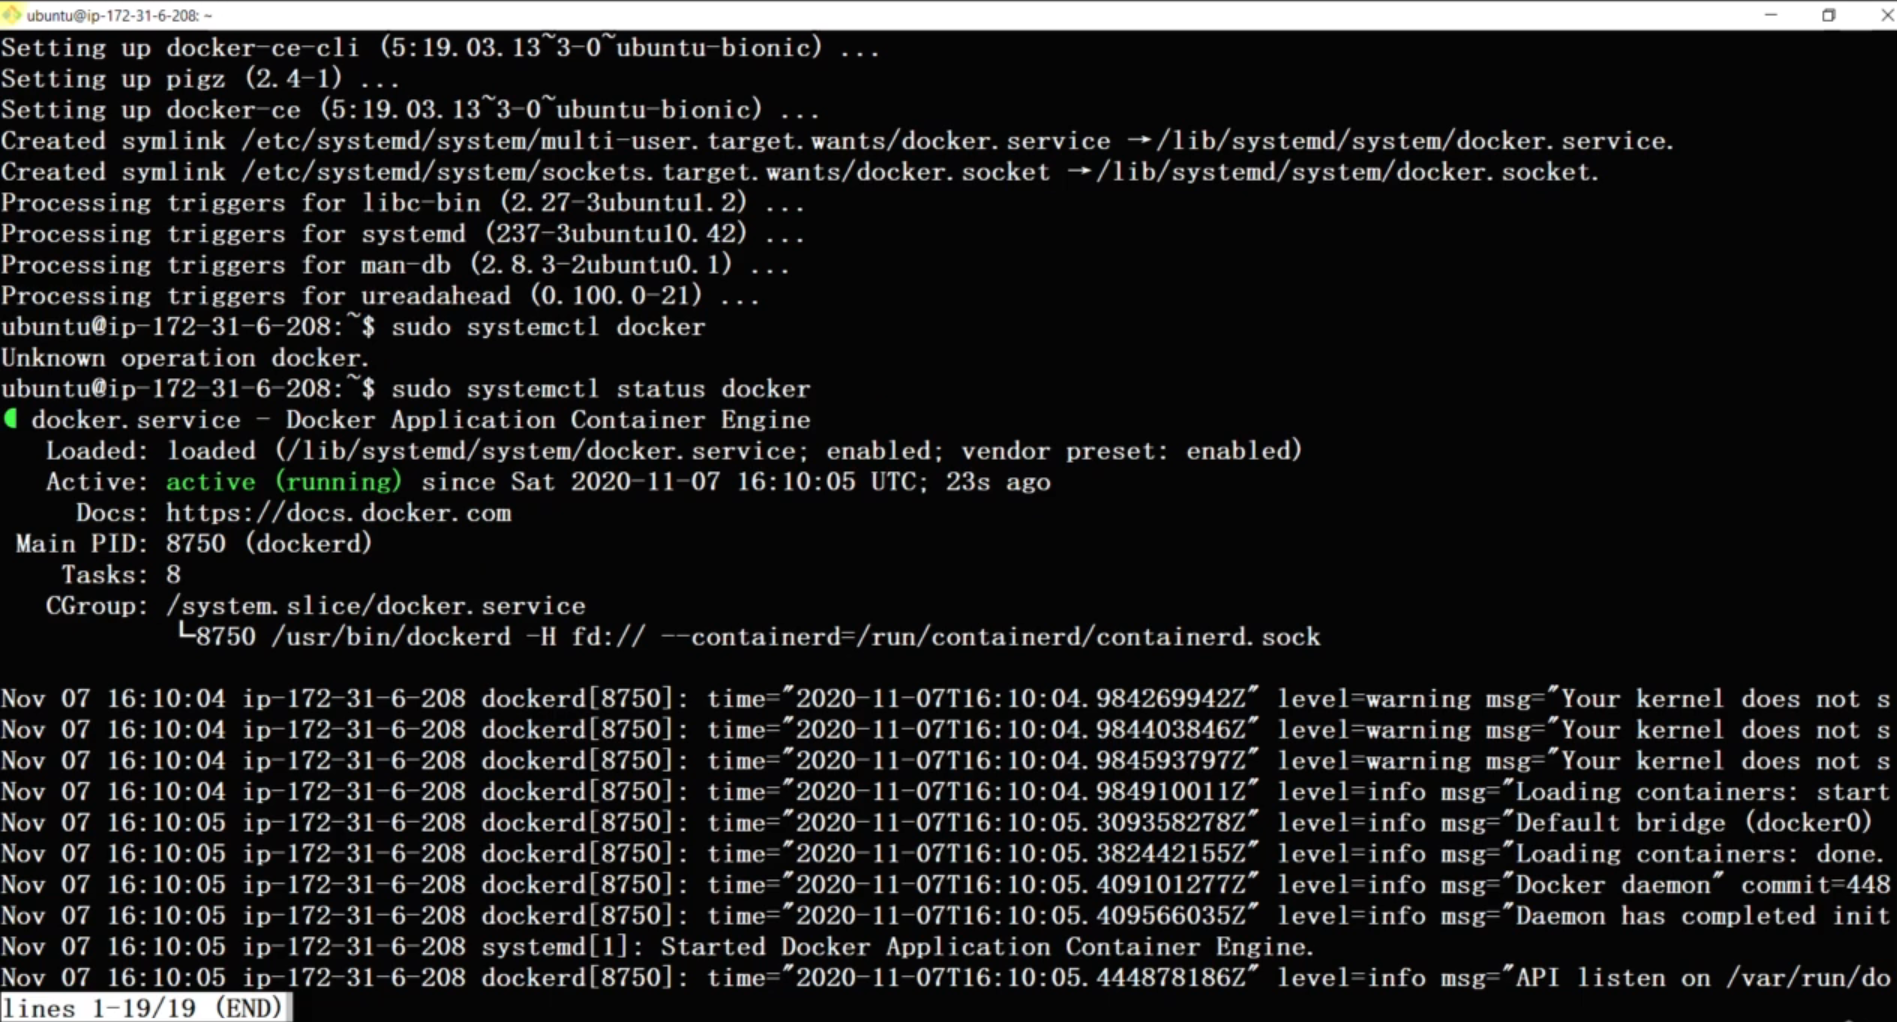 ubuntu@ip-172-31-6-208: ~
Setting up docker-ce-cli (5:19.03.13~3-0~ubuntu-bionic) ...
Setting up pigz (2.4-1) ...
Setting up docker-ce (5:19.03.13~3-0~ubuntu-bionic) ...
Created symlink /etc/systemd/system/multi-user.target.wants/docker.service → /lib/systemd/system/docker.service.
Created symlink /etc/systemd/system/sockets.target.wants/docker.socket → /lib/systemd/system/docker.socket.
Processing triggers for libc-bin (2.27-3ubuntu1.2) ...
Processing triggers for systemd (237-3ubuntu10.42) ...
Processing triggers for man-db (2.8.3-2ubuntu0.1) ...
Processing triggers for ureadahead (0.100.0-21) ...
ubuntu@ip-172-31-6-208:~$ sudo systemctl docker
Unknown operation docker.
ubuntu@ip-172-31-6-208:~$ sudo systemctl status docker
docker.service - Docker Application Container Engine
Loaded: loaded (/lib/systemd/system/docker.service; enabled; vendor preset: enabled)
Active: active (running) since Sat 2020-11-07 16:10:05 UTC; 23s ago
Docs: https://docs.docker.com
Main PID: 8750 (dockerd)
Tasks: 8
CGroup: /system.slice/docker.service
└─8750 /usr/bin/dockerd -H fd:// --containerd=/run/containerd/containerd.sock
Nov 07 16:10:04 ip-172-31-6-208 dockerd[8750]: time="2020-11-07T16:10:04.984269942Z" level=warning msg="Your kernel does not s
Nov 07 16:10:04 ip-172-31-6-208 dockerd[8750]: time="2020-11-07T16:10:04.984403846Z" level=warning msg="Your kernel does not s
Nov 07 16:10:04 ip-172-31-6-208 dockerd[8750]: time="2020-11-07T16:10:04.984593797Z" level=warning msg="Your kernel does not s
Nov 07 16:10:04 ip-172-31-6-208 dockerd[8750]: time="2020-11-07T16:10:04.984910011Z" level=info msg="Loading containers: start
Nov 07 16:10:05 ip-172-31-6-208 dockerd[8750]: time="2020-11-07T16:10:05.309358278Z" level=info msg="Default bridge (docker0)
Nov 07 16:10:05 ip-172-31-6-208 dockerd[8750]: time="2020-11-07T16:10:05.382442155Z" level=info msg="Loading containers: done.
Nov 07 16:10:05 ip-172-31-6-208 dockerd[8750]: time="2020-11-07T16:10:05.409101277Z" level=info msg="Docker daemon" commit=448
Nov 07 16:10:05 ip-172-31-6-208 dockerd[8750]: time="2020-11-07T16:10:05.409566035Z" level=info msg="Daemon has completed init
Nov 07 16:10:05 ip-172-31-6-208 systemd[1]: Started Docker Application Container Engine.
Nov 07 16:10:05 ip-172-31-6-208 dockerd[8750]: time="2020-11-07T16:10:05.444878186Z" level=info msg="API listen on /var/run/do
lines 1-19/19 (END)